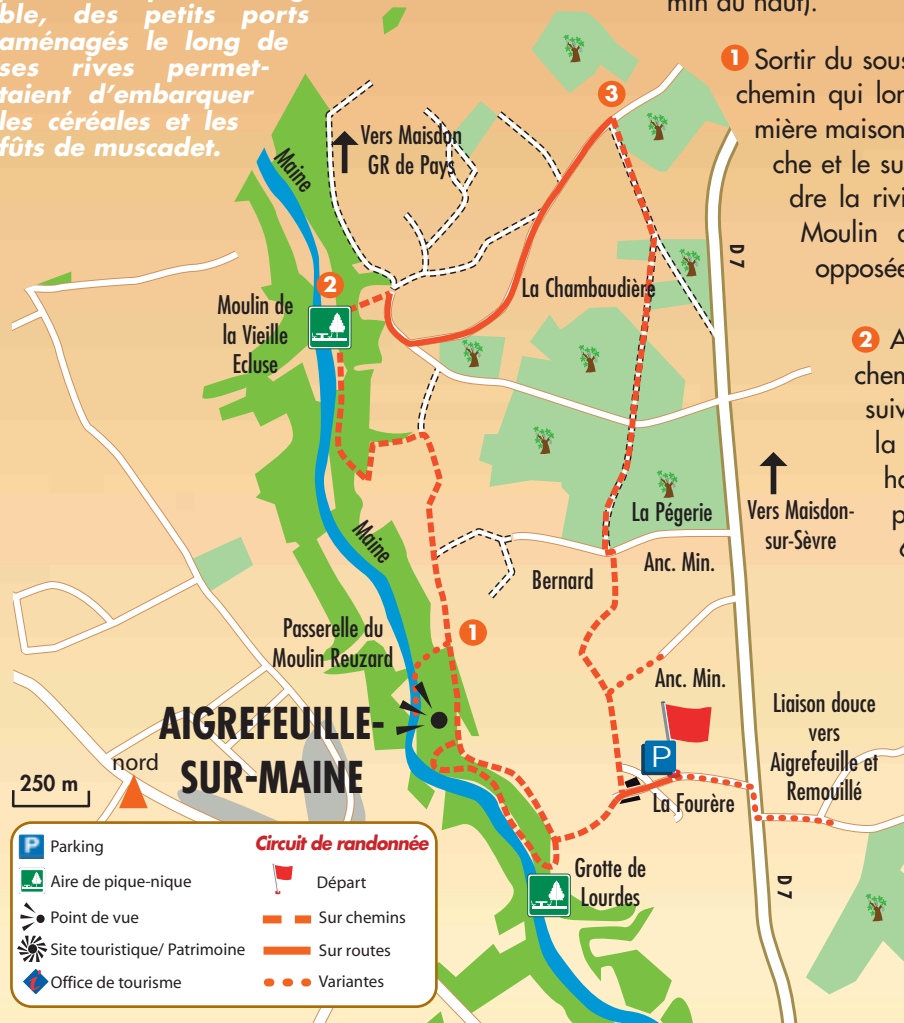 ble, des petits ports
aménagés le long de
ses rives permet-
taient d'embarquer
les céréales et les
fûts de muscadet.
min du haut).
1 Sortir du sous
chemin qui lon
mière maison
che et le su
dre la rivi
Moulin
opposée
2 A
chem
suiv
la
ho
p
3
Maine
Vers Maisdon
GR de Pays
D 7
La Chambaudière
2
Moulin de
la Vieille
Ecluse
La Pégerie
Vers Maisdon-
sur-Sèvre
Maine
Bernard
Anc. Min.
1
Passerelle du
Moulin Reuzard
Anc. Min.
AIGREFEUILLE-
SUR-MAINE
Liaison douce
vers
Aigrefeuille et
Remouillé
P
La Fourère
nord
250 m
Grotte de
Lourdes
D 7
Circuit de randonnée
P Parking
Départ
Aire de pique-nique
Sur chemins
Point de vue
Sur routes
Site touristique/ Patrimoine
Variantes
i Office de tourisme